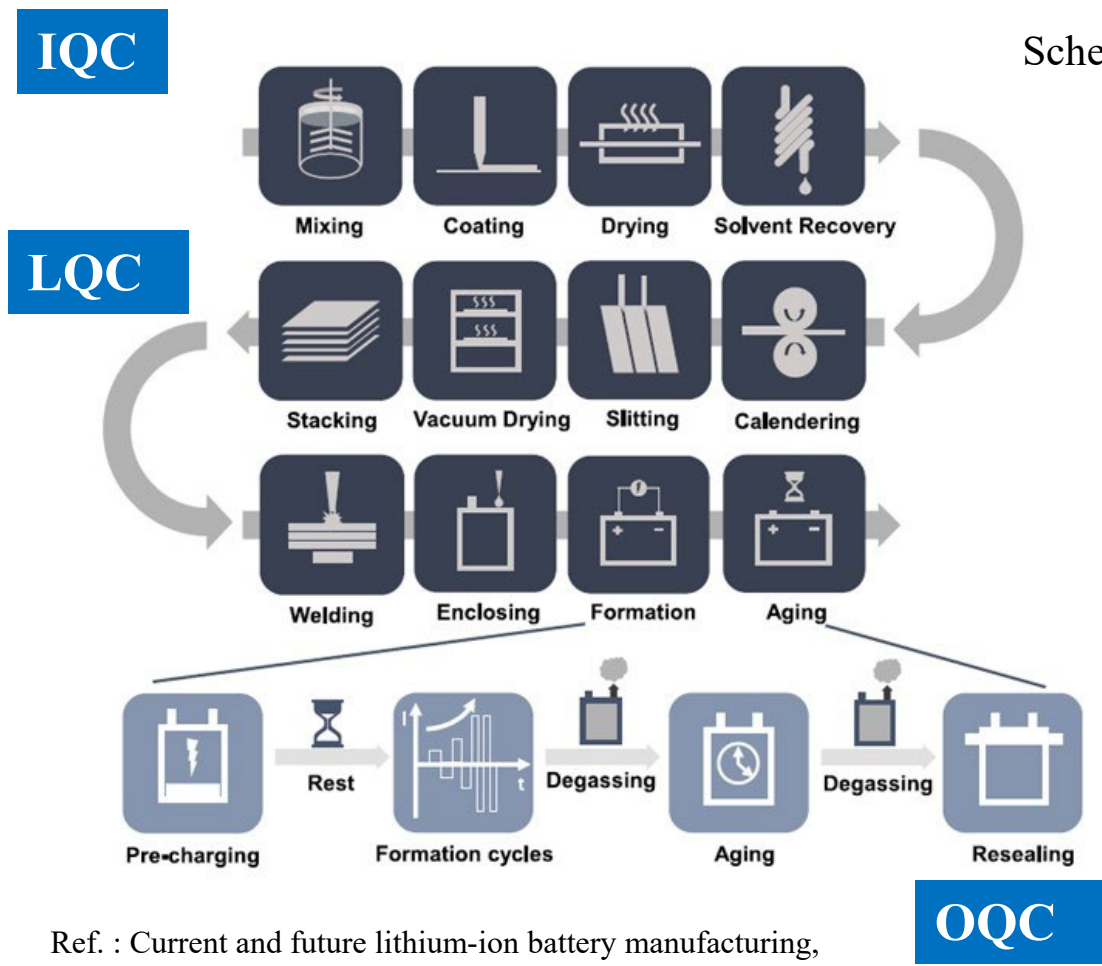 IQC
Sche
Mixing
Coating
Drying
Solvent Recovery
LQC
Stacking
Vacuum Drying
Slitting
Calendering
Welding
Enclosing
Formation
Aging
I
t
Rest
Degassing
Degassing
Pre-charging
Formation cycles
Aging
Resealing
OQC
Ref. : Current and future lithium-ion battery manufacturing,